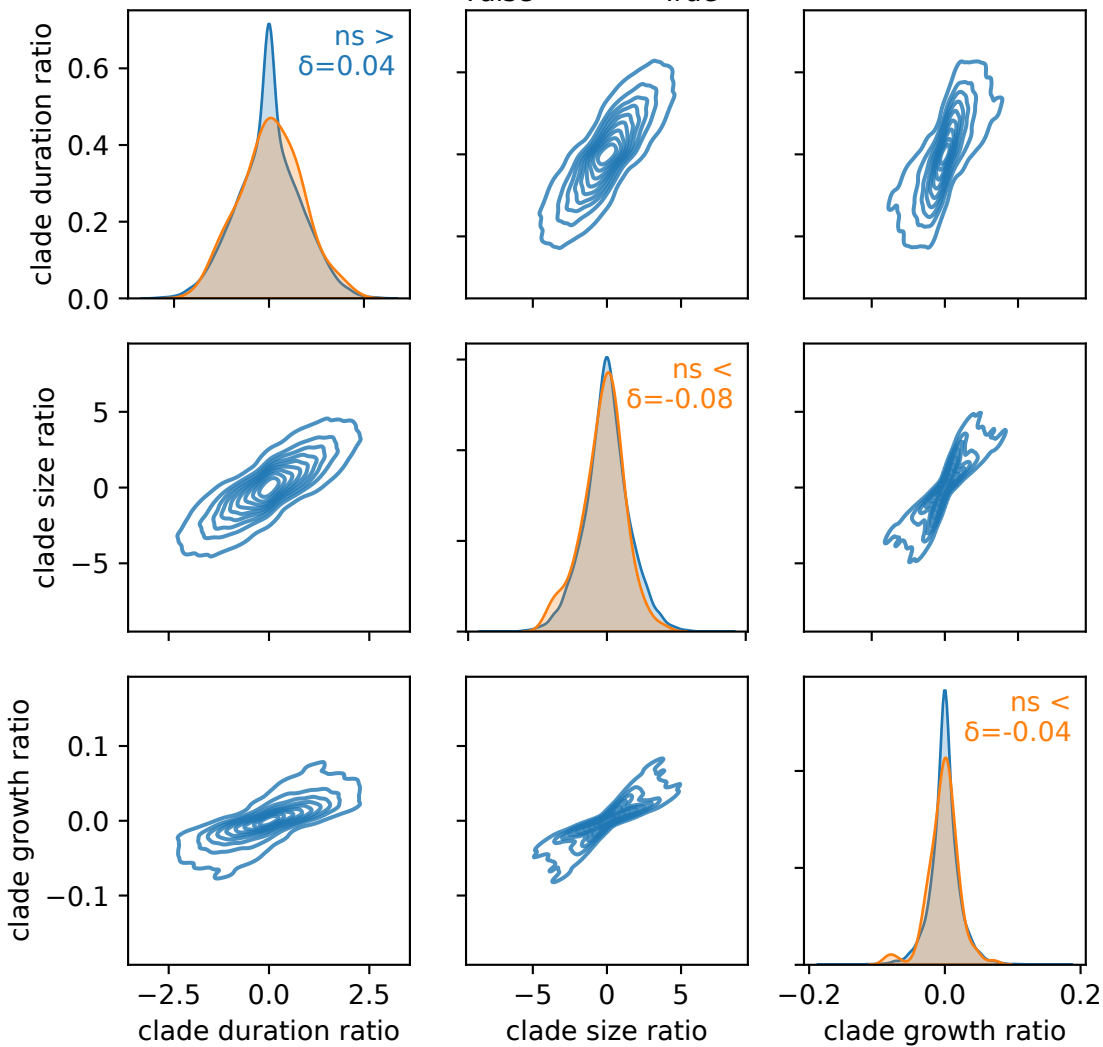 clade duration ratio
0.6
0.4
0.2
0.0
ns >
δ=0.04
clade size ratio
5
0
−5
ns <
δ=-0.08
clade growth ratio
0.1
0.0
−0.1
ns <
δ=-0.04
−2.5 0.0 2.5
−5 0 5
−0.2 0.0 0.2
clade duration ratio
clade size ratio
clade growth ratio